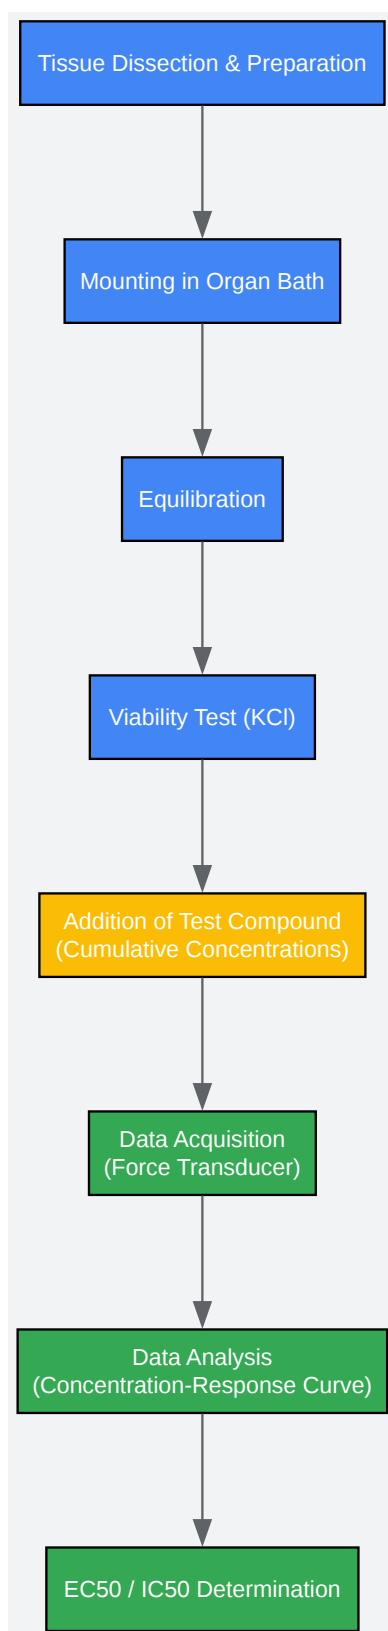 Tissue Dissection & Preparation
Mounting in Organ Bath
Equilibration
Viability Test (KCl)
Addition of Test Compound
(Cumulative Concentrations)
Data Acquisition
(Force Transducer)
Data Analysis
(Concentration-Response Curve)
EC50 / IC50 Determination